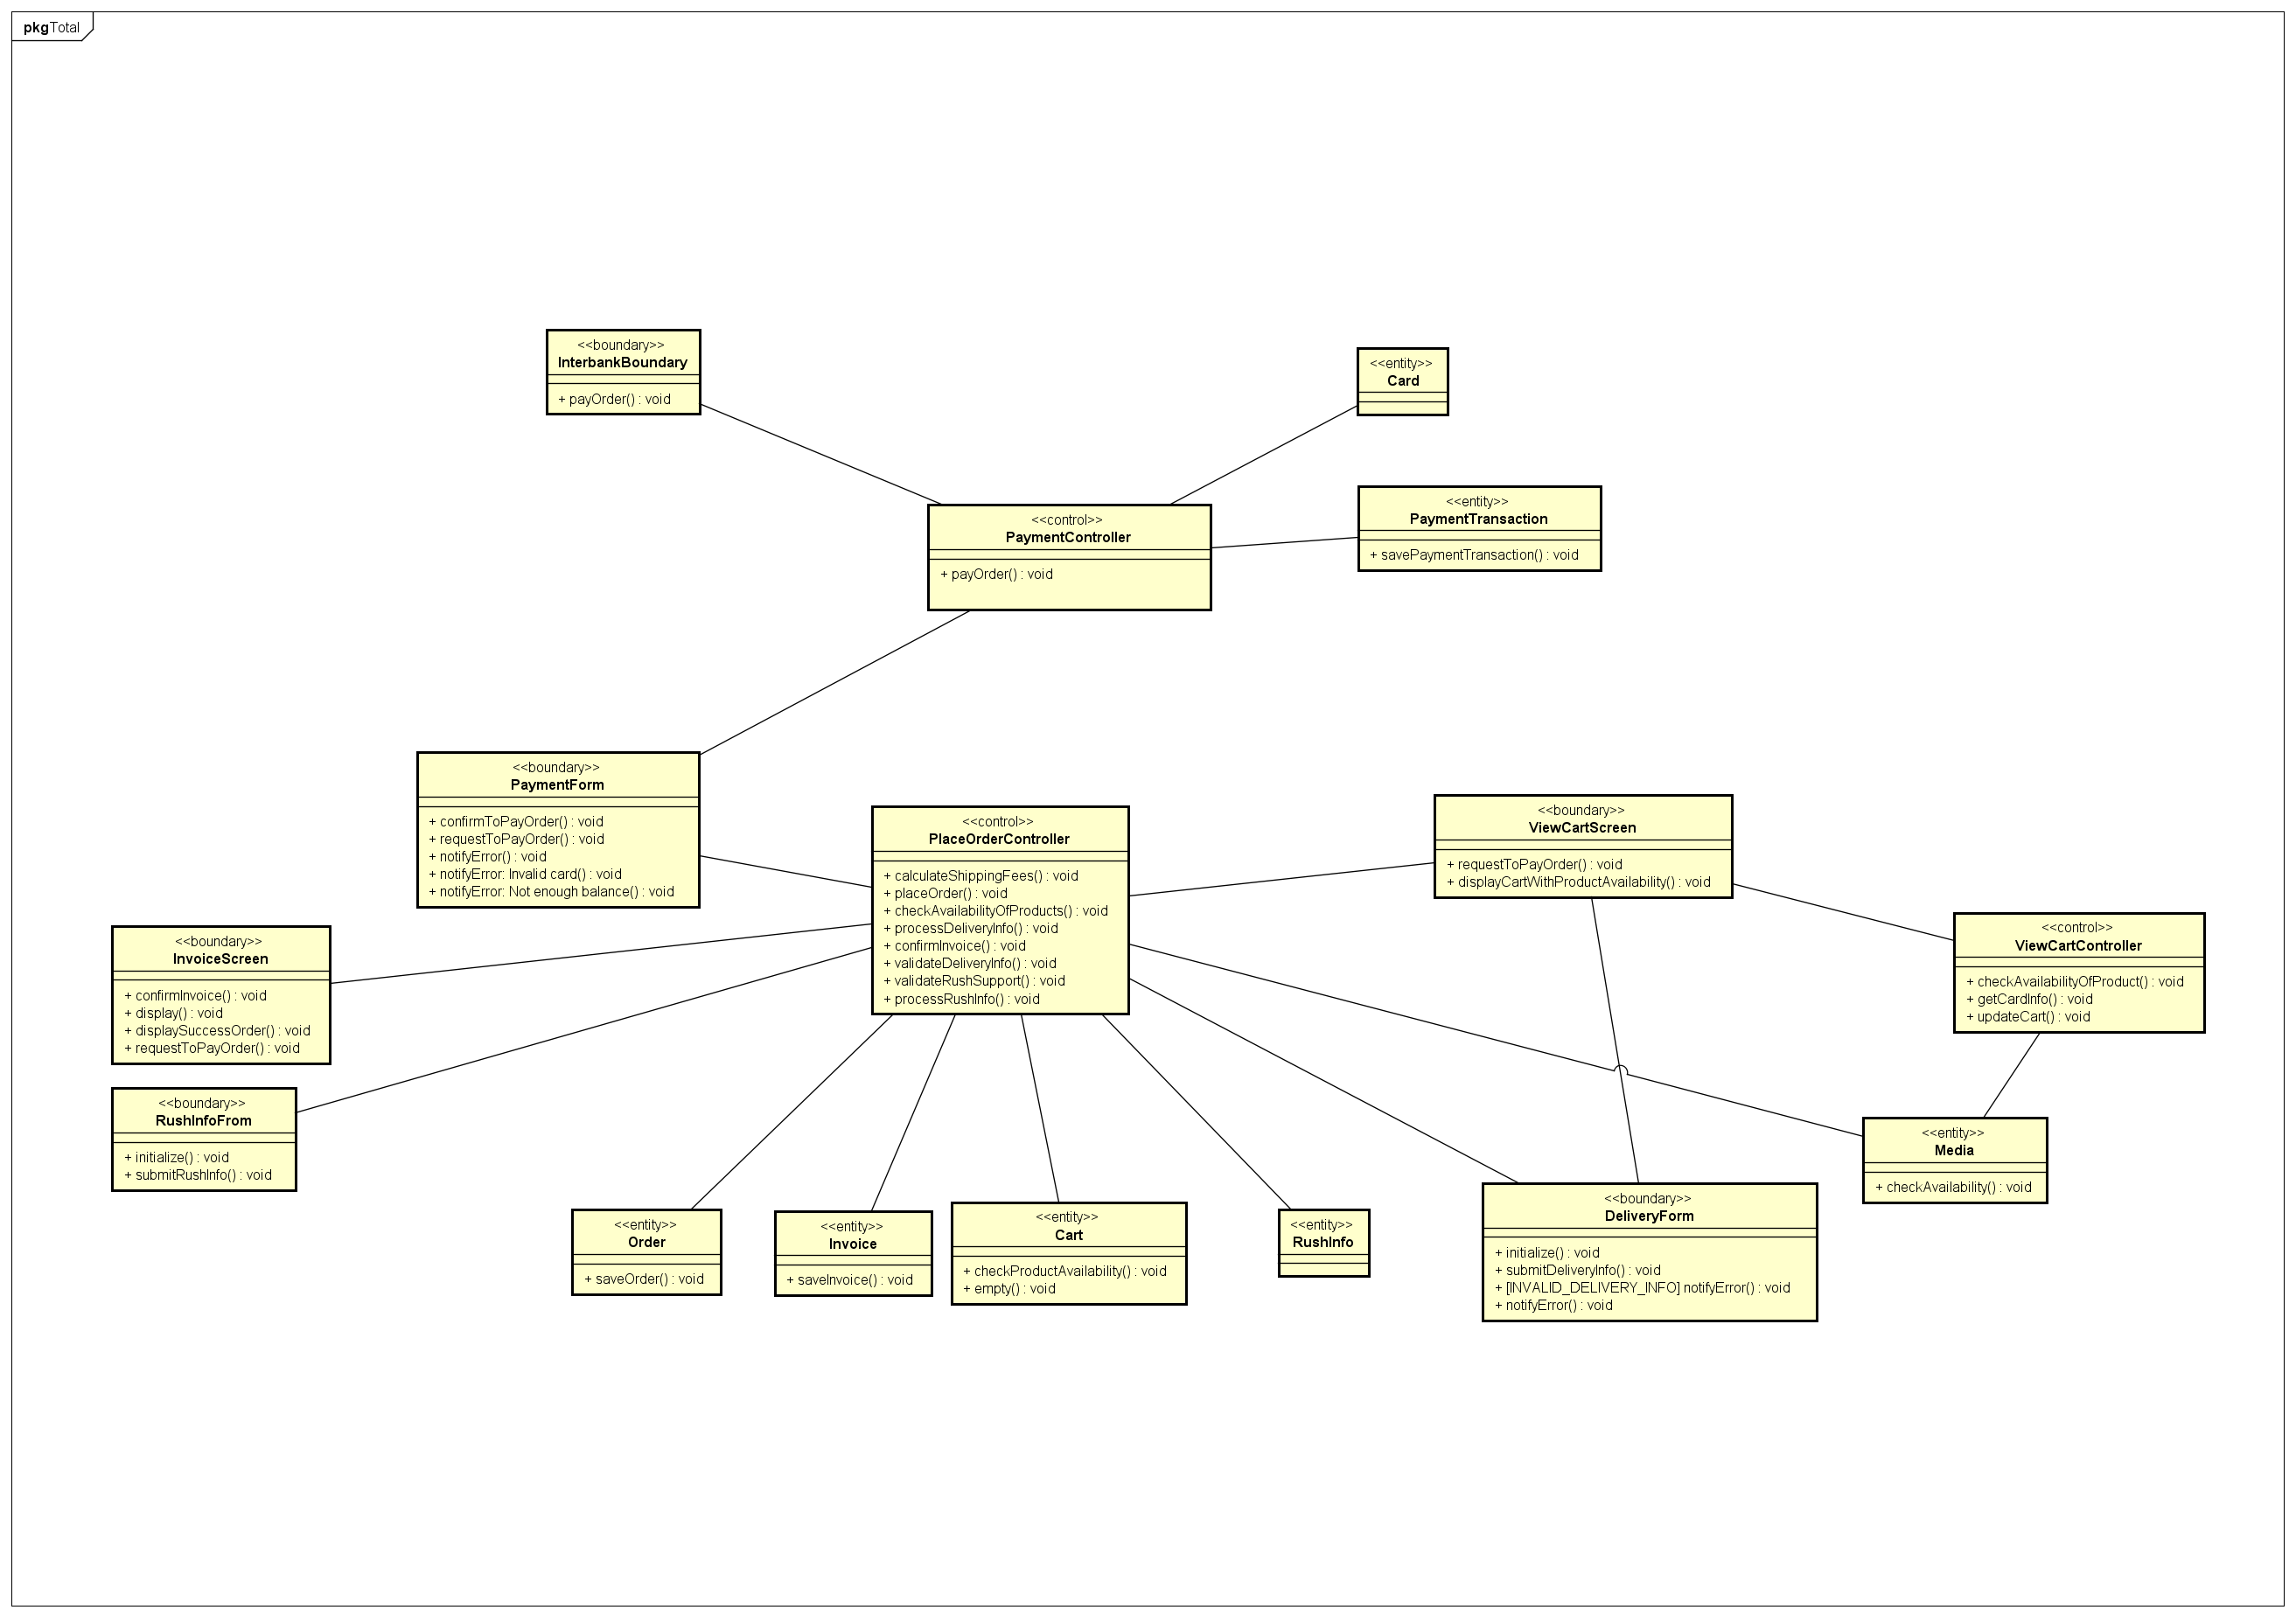 pkg Total
<<boundary>>
InterbankBoundary
+ payOrder() : void
<<entity>>
Card
<<entity>>
PaymentTransaction
+ savePaymentTransaction() : void
<<control>>
PaymentController
+ payOrder() : void
<<boundary>>
PaymentForm
+ confirmToPayOrder() : void
+ requestToPayOrder() : void
+ notifyError() : void
+ notifyError: Invalid card() : void
+ notifyError: Not enough balance() : void
<<control>>
PlaceOrderController
+ calculateShippingFees() : void
+ placeOrder() : void
+ checkAvailabilityOfProducts() : void
+ processDeliveryInfo() : void
+ confirmInvoice() : void
+ validateDeliveryInfo() : void
+ validateRushSupport() : void
+ processRushInfo() : void
<<boundary>>
ViewCartScreen
+ requestToPayOrder() : void
+ displayCartWithProductAvailability() : void
<<control>>
ViewCartController
+ checkAvailabilityOfProduct() : void
+ getCardInfo() : void
+ updateCart() : void
<<boundary>>
InvoiceScreen
+ confirmInvoice() : void
+ display() : void
+ displaySuccessOrder() : void
+ requestToPayOrder() : void
<<boundary>>
RushInfoFrom
+ initialize() : void
+ submitRushInfo() : void
<<entity>>
Media
+ checkAvailability() : void
<<entity>>
Order
+ saveOrder() : void
<<entity>>
Invoice
+ saveInvoice() : void
<<entity>>
Cart
+ checkProductAvailability() : void
+ empty() : void
<<entity>>
RushInfo
<<boundary>>
DeliveryForm
+ initialize() : void
+ submitDeliveryInfo() : void
+ [INVALID_DELIVERY_INFO] notifyError() : void
+ notifyError() : void